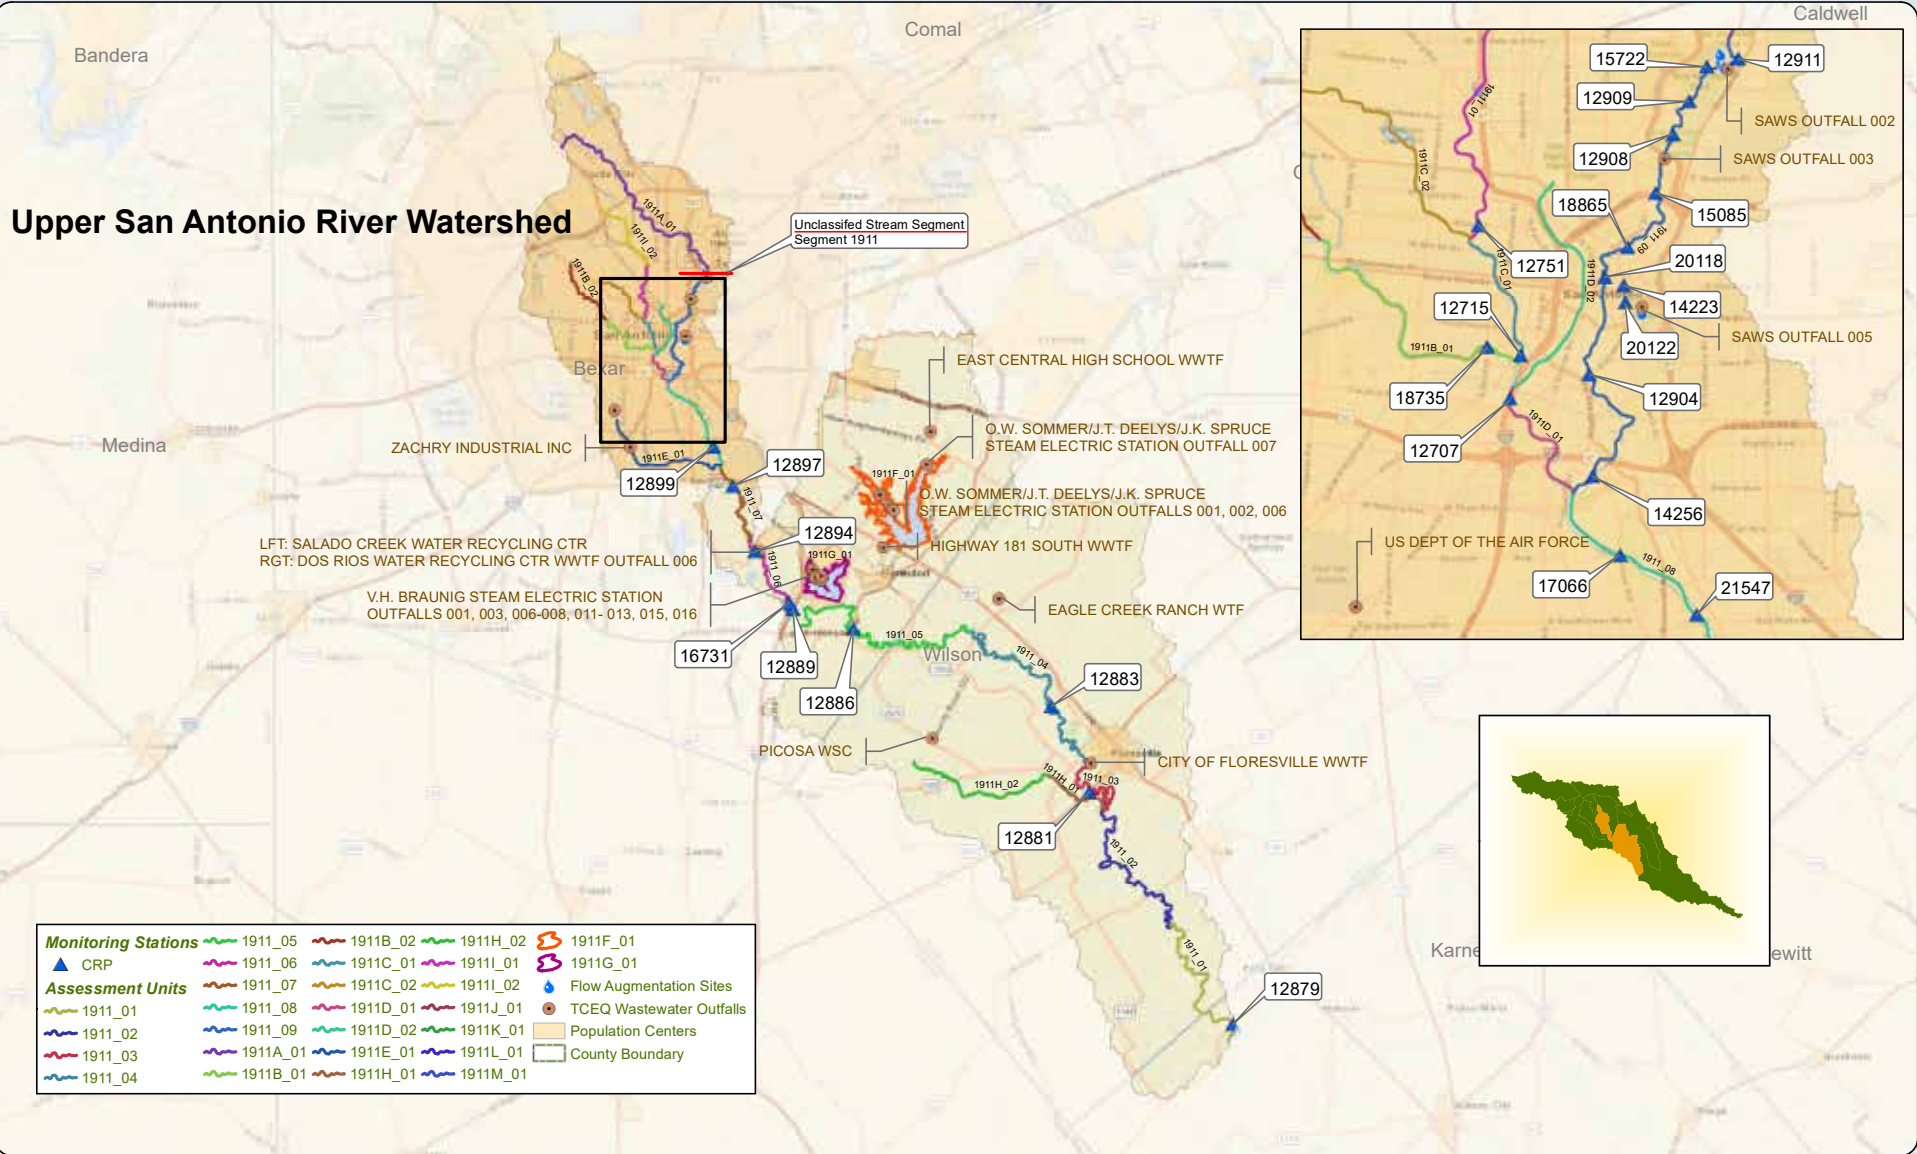 Caldwell
Comal
Bandera
Upper San Antonio River Watershed
Unclassifed Stream Segment
Segment 1911
1911A_01
1911I_02
1911B_02
Bexar
Medina
ZACHRY INDUSTRIAL INC
1911E_01
12899
12897
1911_07
12894
LFT: SALADO CREEK WATER RECYCLING CTR
RGT: DOS RIOS WATER RECYCLING CTR WWTF OUTFALL 006
1911_06
1911G_01
V.H. BRAUNIG STEAM ELECTRIC STATION
OUTFALLS 001, 003, 006-008, 011- 013, 015, 016
16731
12889
12886
EAST CENTRAL HIGH SCHOOL WWTF
O.W. SOMMER/J.T. DEELYS/J.K. SPRUCE
STEAM ELECTRIC STATION OUTFALL 007
1911F_01
O.W. SOMMER/J.T. DEELYS/J.K. SPRUCE
STEAM ELECTRIC STATION OUTFALLS 001, 002, 006
HIGHWAY 181 SOUTH WWTF
EAGLE CREEK RANCH WTF
1911_05
Wilson
1911_04
12883
PICOSA WSC
CITY OF FLORESVILLE WWTF
1911H_02
1911H_01
1911_03
12881
1911_02
1911_01
12879
Karne
ewitt
15722
12911
12909
SAWS OUTFALL 002
12908
SAWS OUTFALL 003
1911I_01
1911C_02
18865
15085
1911_09
12751
20118
1911C_01
1911D_02
12715
14223
SAWS OUTFALL 005
20122
1911B_01
18735
12904
12707
1911D_01
14256
US DEPT OF THE AIR FORCE
17066
1911_08
21547
Monitoring Stations
CRP
Assessment Units
1911_01
1911_02
1911_03
1911_04
1911_05
1911_06
1911_07
1911_08
1911_09
1911A_01
1911B_01
1911B_02
1911C_01
1911C_02
1911D_01
1911D_02
1911E_01
1911H_01
1911H_02
1911I_01
1911I_02
1911J_01
1911K_01
1911L_01
1911M_01
1911F_01
1911G_01
Flow Augmentation Sites
TCEQ Wastewater Outfalls
Population Centers
County Boundary